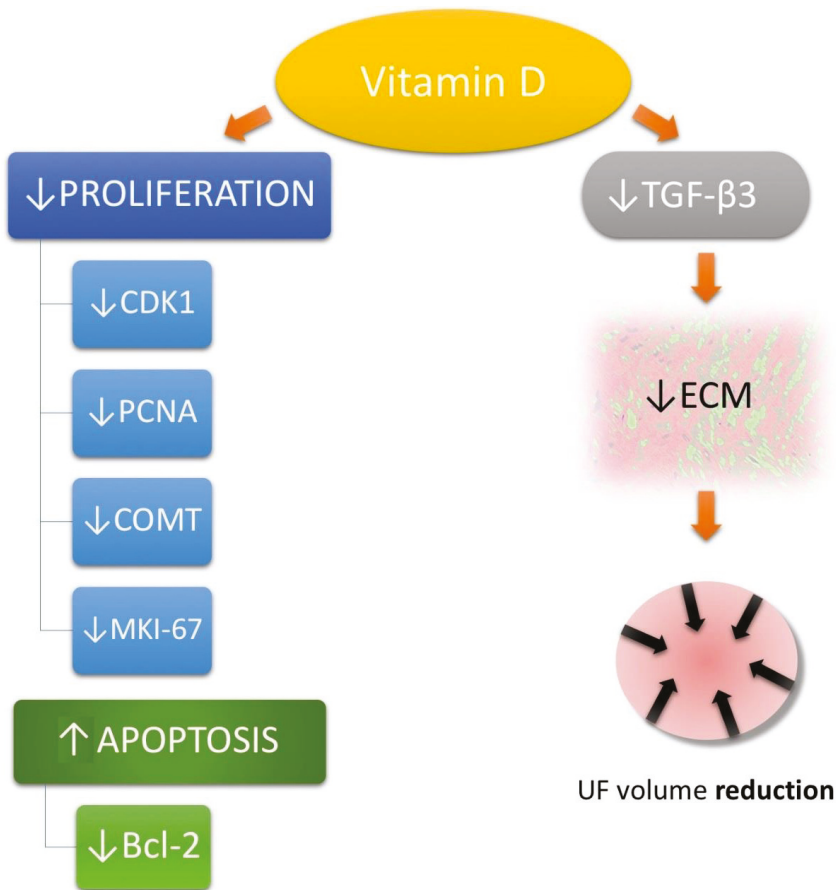 Vitamin D
↓PROLIFERATION
↓CDK1
↓PCNA
↓COMT
↓MKI-67
↑APOPTOSIS
↓Bcl-2
↓TGF-β3
↓ECM
UF volume reduction